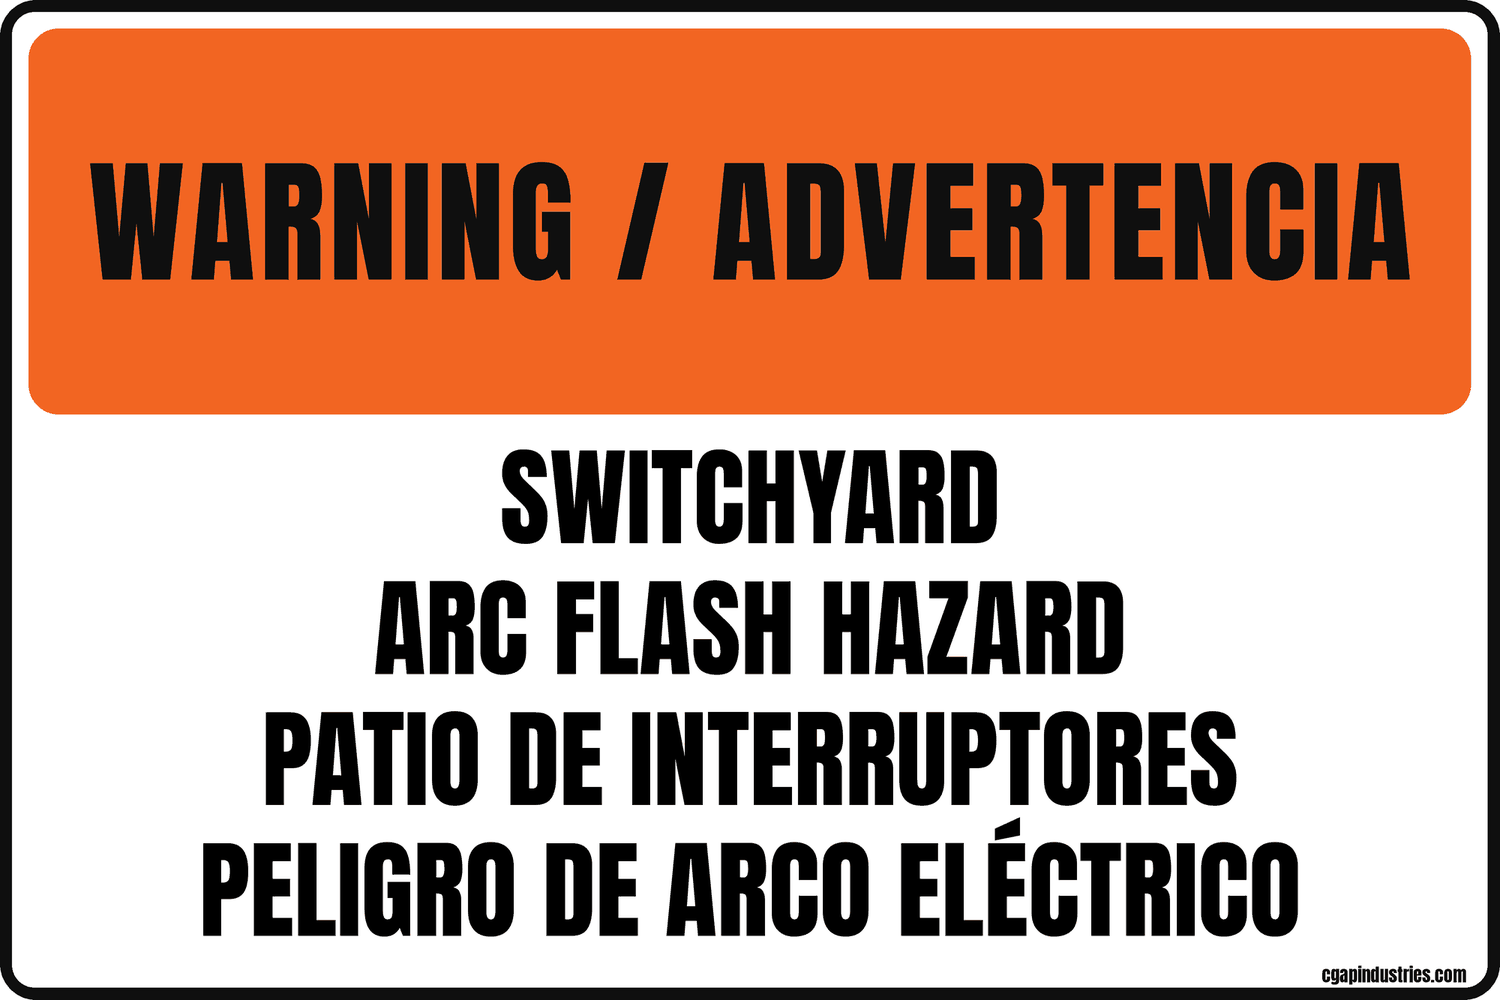 WARNING / ADVERTENCIA
SWITCHYARD
ARC FLASH HAZARD
PATIO DE INTERRUPTORES
PELIGRO DE ARCO ELÉCTRICO
cgapindustries.com